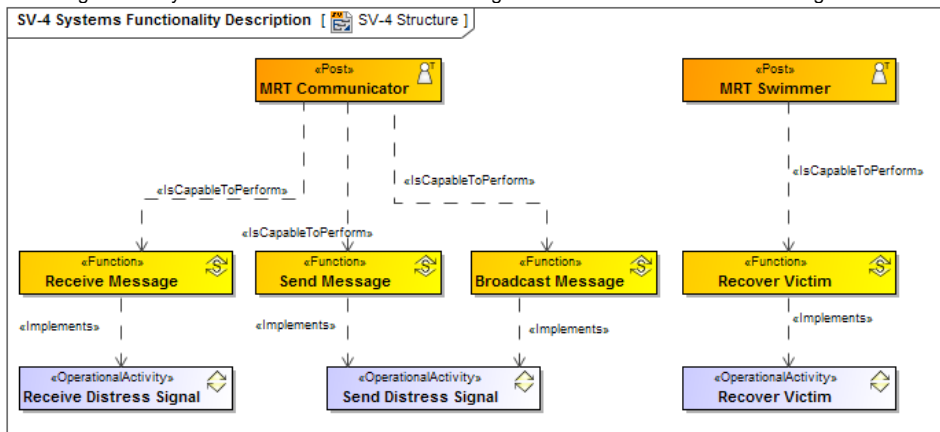 SV-4 Systems Functionality Description [ SV-4 Structure ]
«Post»
MRT Communicator
«Post»
MRT Swimmer
«IsCapableToPerform»
«IsCapableToPerform»
«IsCapableToPerform»
«IsCapableToPerform»
«Function»
Receive Message
«Function»
Send Message
«Function»
Broadcast Message
«Function»
Recover Victim
«Implements»
«Implements»
«Implements»
«Implements»
«OperationalActivity»
Receive Distress Signal
«OperationalActivity»
Send Distress Signal
«OperationalActivity»
Recover Victim